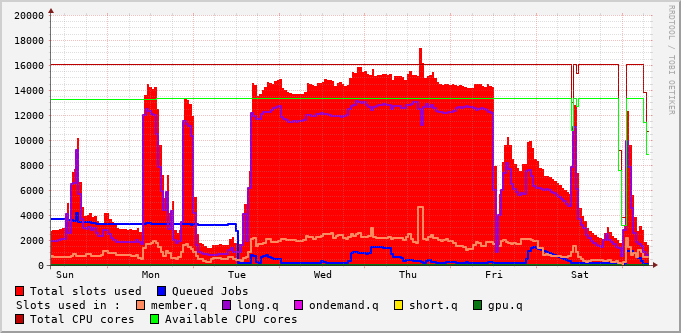 20000
18000
16000
14000
12000
10000
8000
6000
4000
2000
0
Sun Mon Tue Wed Thu Fri Sat
RRDTOOL / TOBI OETIKER
Total slots used Queued Jobs
Slots used in : member.q long.q ondemand.q short.q gpu.q
Total CPU cores Available CPU cores